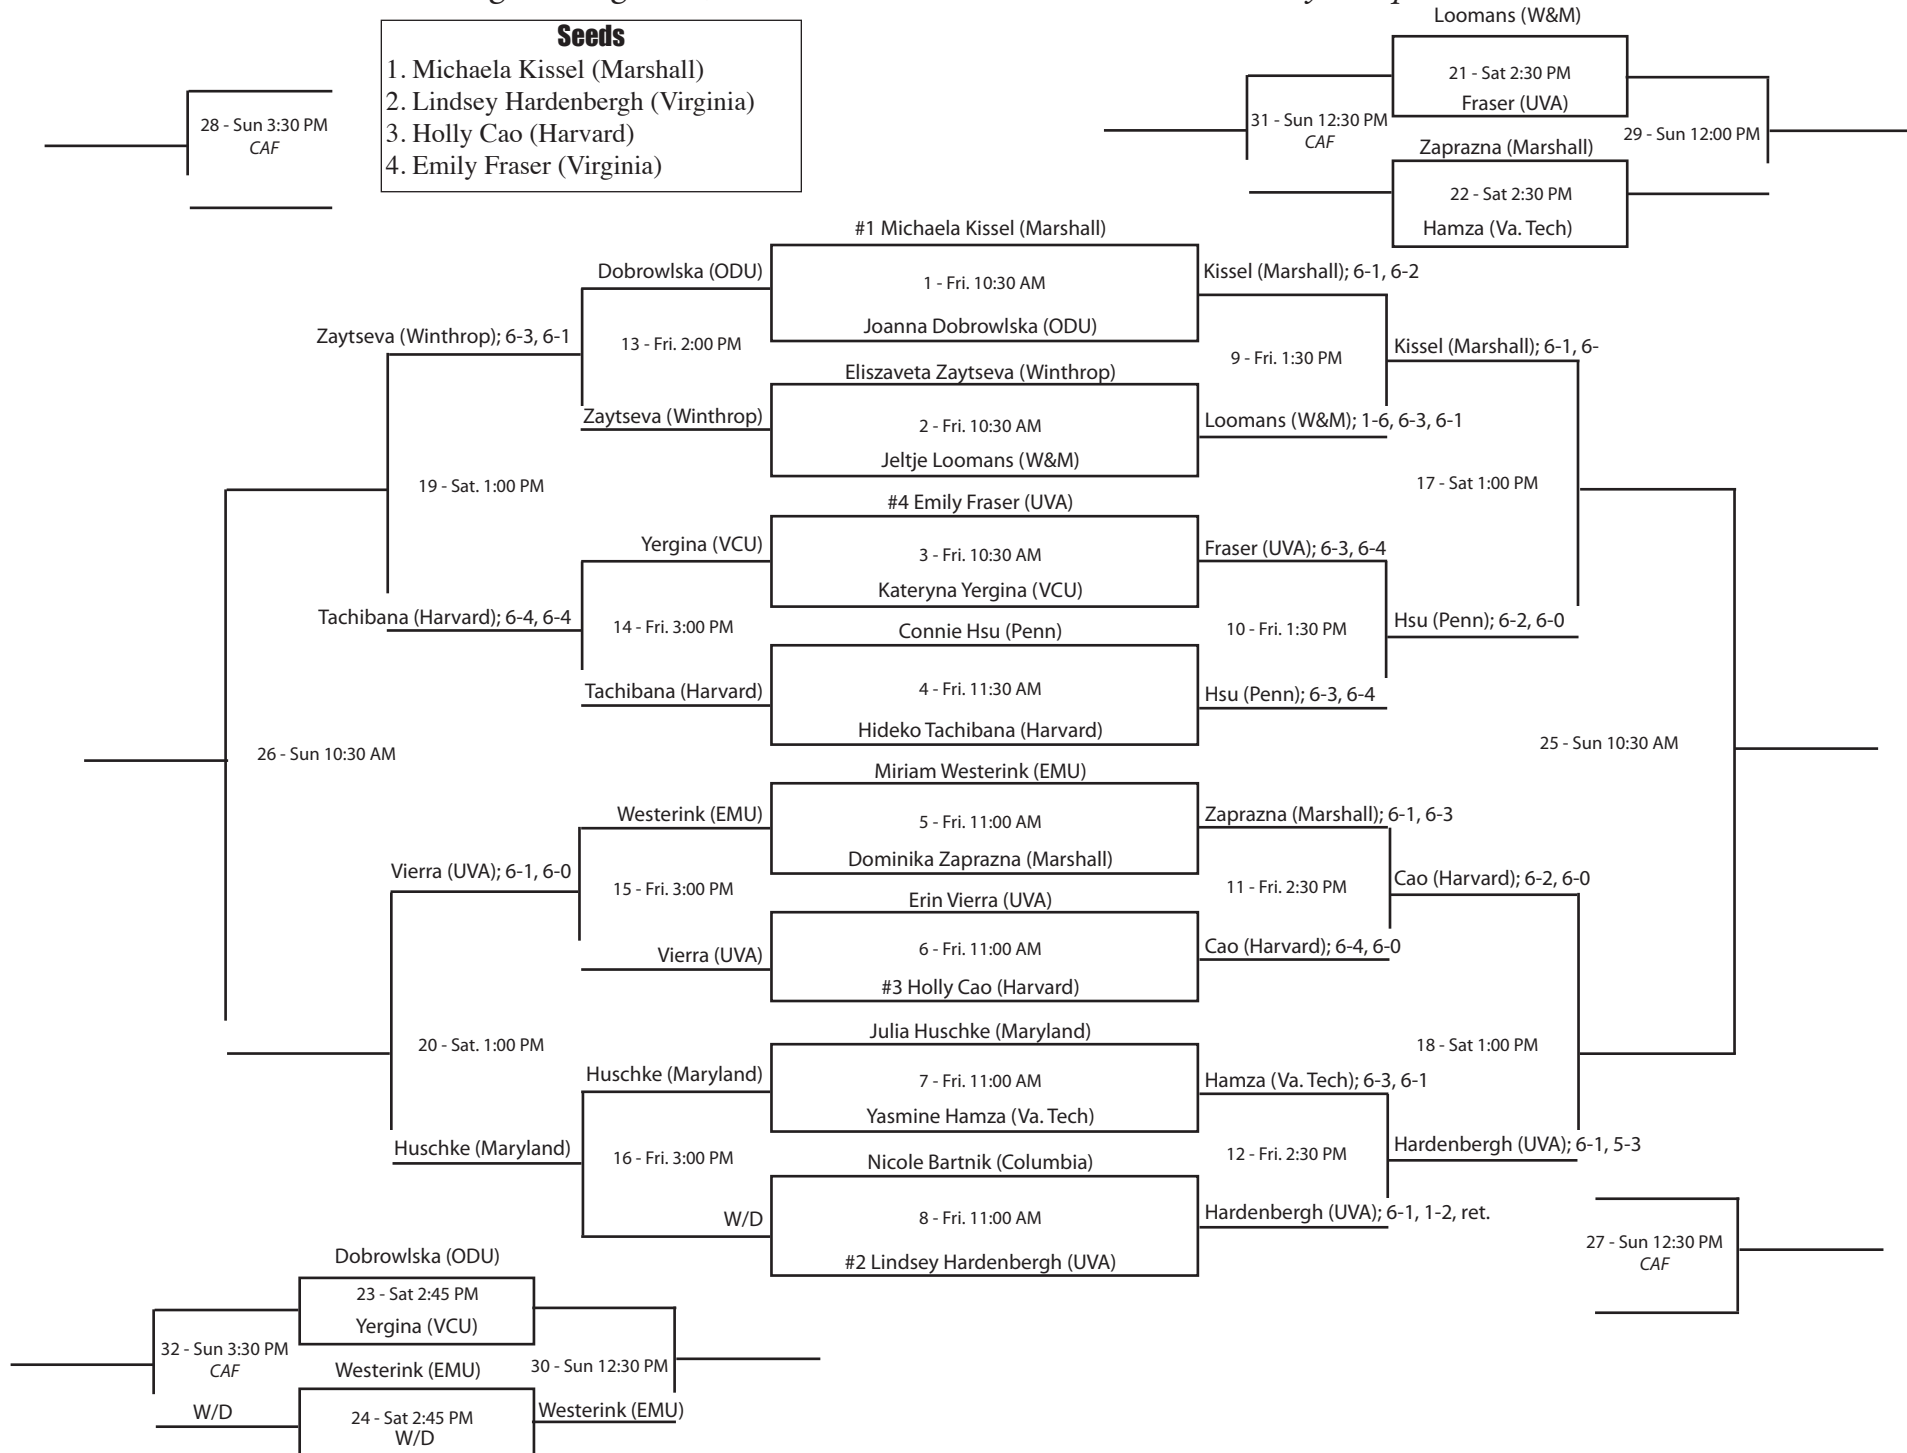 Seeds
1. Michaela Kissel (Marshall)
2. Lindsey Hardenbergh (Virginia)
3. Holly Cao (Harvard)
4. Emily Fraser (Virginia)
28 - Sun 3:30 PM
CAF
Loomans (W&M)
21 - Sat 2:30 PM
Fraser (UVA)
31 - Sun 12:30 PM
CAF
29 - Sun 12:00 PM
Zaprazna (Marshall)
22 - Sat 2:30 PM
Hamza (Va. Tech)
#1 Michaela Kissel (Marshall)
1 - Fri. 10:30 AM
Joanna Dobrowlska (ODU)
Eliszaveta Zaytseva (Winthrop)
2 - Fri. 10:30 AM
Jeltje Loomans (W&M)
#4 Emily Fraser (UVA)
3 - Fri. 10:30 AM
Kateryna Yergina (VCU)
Connie Hsu (Penn)
4 - Fri. 11:30 AM
Hideko Tachibana (Harvard)
Miriam Westerink (EMU)
5 - Fri. 11:00 AM
Dominika Zaprazna (Marshall)
Erin Vierra (UVA)
6 - Fri. 11:00 AM
#3 Holly Cao (Harvard)
Julia Huschke (Maryland)
7 - Fri. 11:00 AM
Yasmine Hamza (Va. Tech)
Nicole Bartnik (Columbia)
8 - Fri. 11:00 AM
#2 Lindsey Hardenbergh (UVA)
Dobrowlska (ODU)
13 - Fri. 2:00 PM
Zaytseva (Winthrop)
Yergina (VCU)
14 - Fri. 3:00 PM
Tachibana (Harvard)
Westerink (EMU)
15 - Fri. 3:00 PM
Vierra (UVA)
Huschke (Maryland)
16 - Fri. 3:00 PM
W/D
Zaytseva (Winthrop); 6-3, 6-1
19 - Sat. 1:00 PM
Tachibana (Harvard); 6-4, 6-4
Vierra (UVA); 6-1, 6-0
20 - Sat. 1:00 PM
Huschke (Maryland)
26 - Sun 10:30 AM
Kissel (Marshall); 6-1, 6-2
9 - Fri. 1:30 PM
Loomans (W&M); 1-6, 6-3, 6-1
Fraser (UVA); 6-3, 6-4
10 - Fri. 1:30 PM
Hsu (Penn); 6-3, 6-4
Zaprazna (Marshall); 6-1, 6-3
11 - Fri. 2:30 PM
Cao (Harvard); 6-4, 6-0
Hamza (Va. Tech); 6-3, 6-1
12 - Fri. 2:30 PM
Hardenbergh (UVA); 6-1, 1-2, ret.
Kissel (Marshall); 6-1, 6-
17 - Sat 1:00 PM
Hsu (Penn); 6-2, 6-0
Cao (Harvard); 6-2, 6-0
18 - Sat 1:00 PM
Hardenbergh (UVA); 6-1, 5-3
25 - Sun 10:30 AM
27 - Sun 12:30 PM
CAF
Dobrowlska (ODU)
23 - Sat 2:45 PM
Yergina (VCU)
32 - Sun 3:30 PM
CAF
30 - Sun 12:30 PM
Westerink (EMU)
W/D
24 - Sat 2:45 PM
W/D
Westerink (EMU)